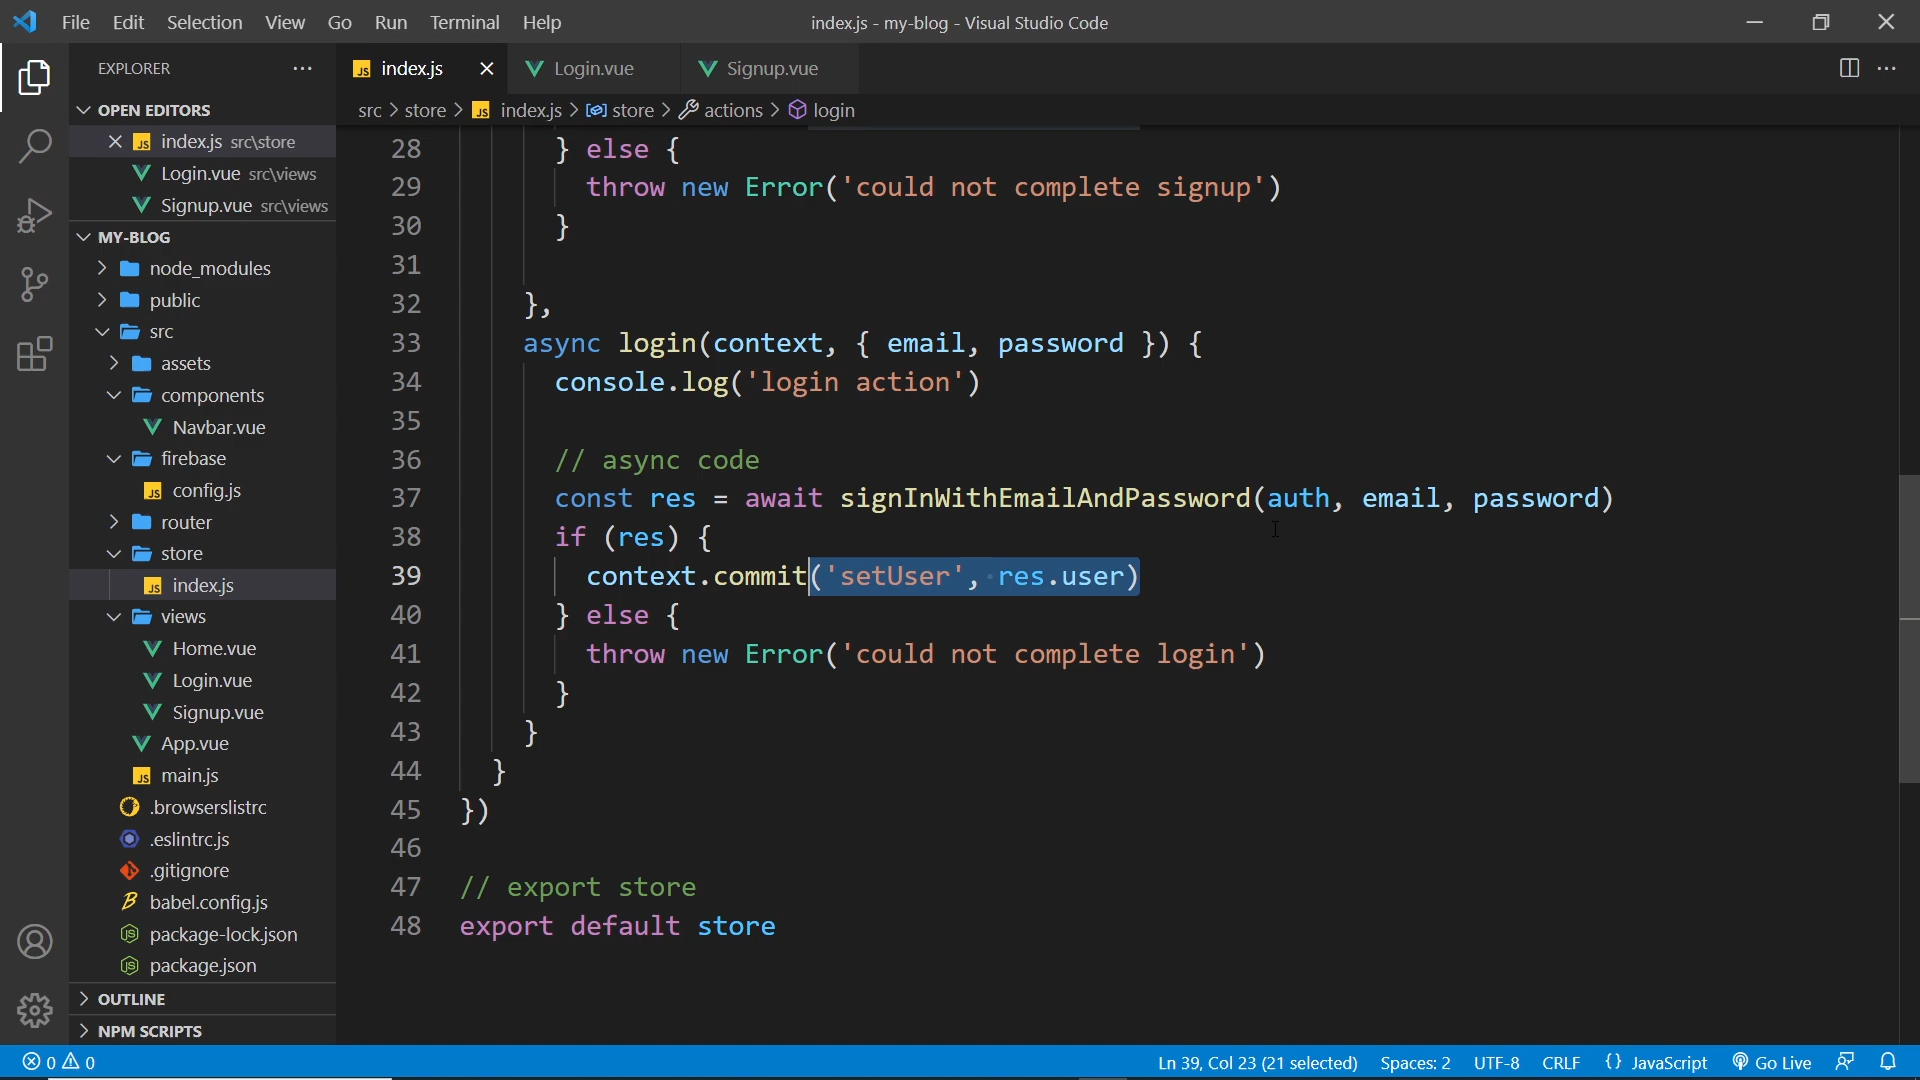 File Edit Selection View Go Run Terminal Help
index.js - my-blog - Visual Studio Code
EXPLORER
OPEN EDITORS
index.js src\store
Login.vue src\views
Signup.vue src\views
MY-BLOG
node_modules
public
src
assets
components
Navbar.vue
firebase
config.js
router
store
index.js
views
Home.vue
Login.vue
Signup.vue
App.vue
main.js
.browserslistrc
.eslintrc.js
.gitignore
babel.config.js
package-lock.json
package.json
OUTLINE
NPM SCRIPTS
index.js Login.vue Signup.vue
src > store > index.js > store > actions > login
28 } else {
29 throw new Error('could not complete signup')
30 }
31
32 },
33 async login(context, { email, password }) {
34 console.log('login action')
35
36 // async code
37 const res = await signInWithEmailAndPassword(auth, email, password)
38 if (res) {
39 context.commit('setUser', res.user)
40 } else {
41 throw new Error('could not complete login')
42 }
43 }
44 }
45 })
46
47 // export store
48 export default store
0 0 Ln 39, Col 23 (21 selected) Spaces: 2 UTF-8 CRLF {} JavaScript Go Live